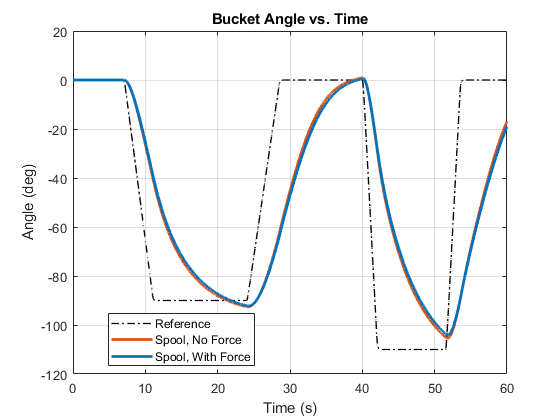 Bucket Angle vs. Time
20
0
-20
-40
-60
-80
-100
-120
Angle (deg)
Reference
Spool, No Force
Spool, With Force
0 10 20 30 40 50 60
Time (s)